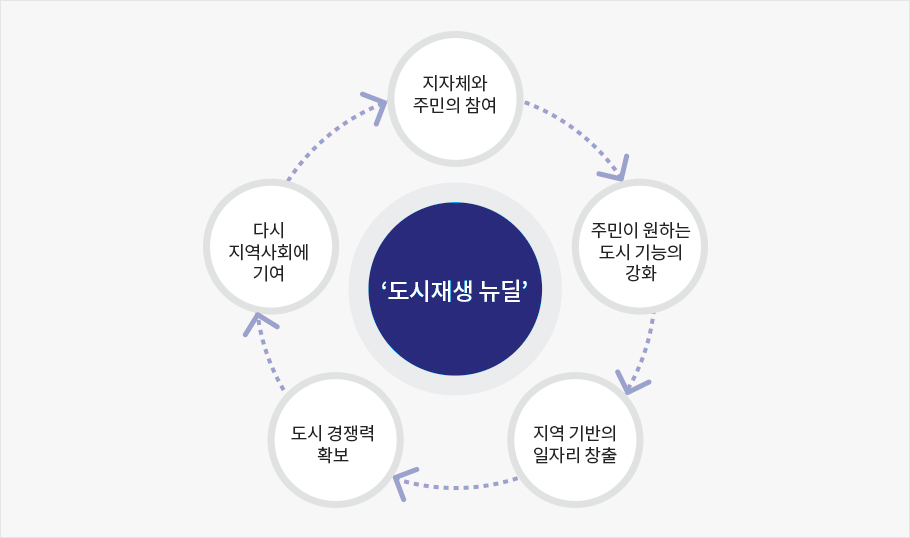 지자체와
주민의 참여
주민이 원하는
도시 기능의
강화
지역 기반의
일자리 창출
도시 경쟁력
확보
다시
지역사회에
기여
‘도시재생 뉴딜’